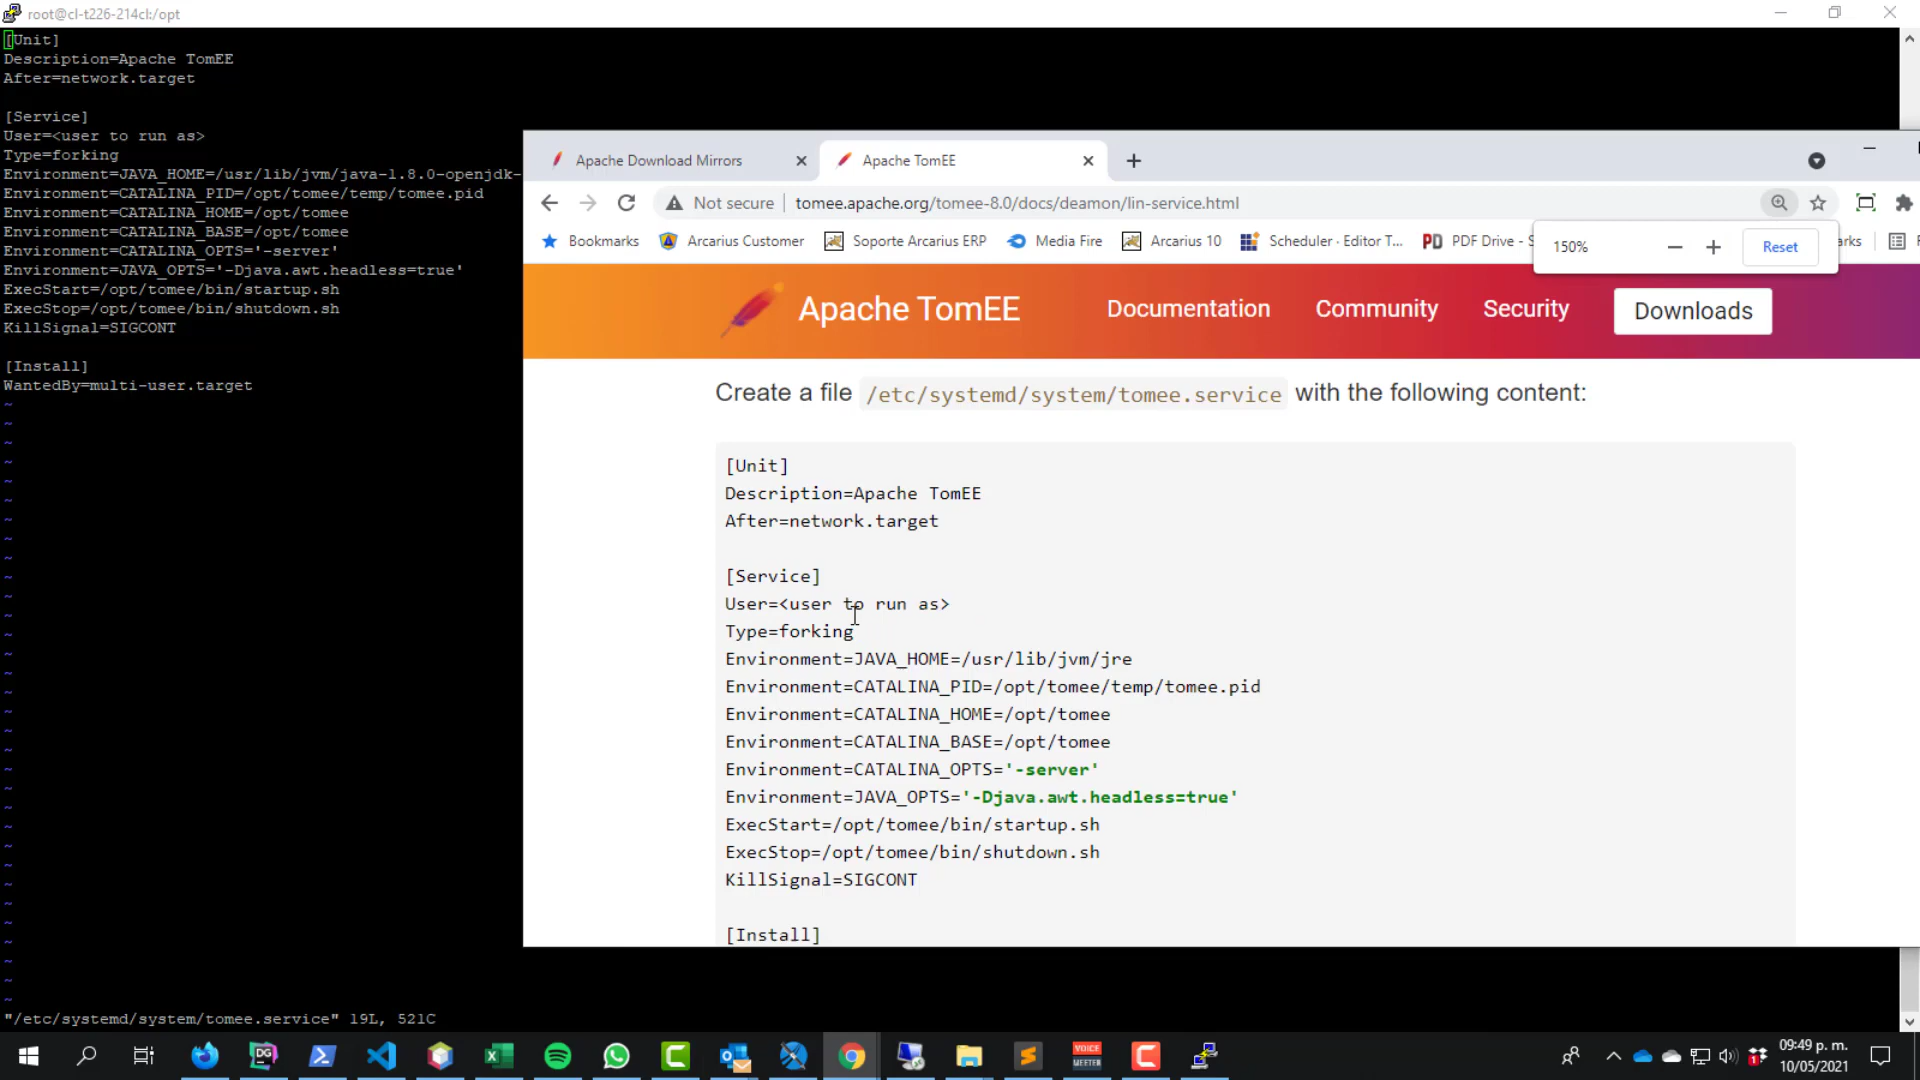 root@cl-t226-214cl:/opt
[Unit]
Description=Apache TomEE
After=network.target
[Service]
User=<user to run as>
Type=forking
Environment=JAVA_HOME=/usr/lib/jvm/java-1.8.0-openjdk-
Environment=CATALINA_PID=/opt/tomee/temp/tomee.pid
Environment=CATALINA_HOME=/opt/tomee
Environment=CATALINA_BASE=/opt/tomee
Environment=CATALINA_OPTS='-server'
Environment=JAVA_OPTS='-Djava.awt.headless=true'
ExecStart=/opt/tomee/bin/startup.sh
ExecStop=/opt/tomee/bin/shutdown.sh
KillSignal=SIGCONT
[Install]
WantedBy=multi-user.target
"/etc/systemd/system/tomee.service" 19L, 521C
Apache Download Mirrors
Apache TomEE
Not secure
tomee.apache.org/tomee-8.0/docs/deamon/lin-service.html
Bookmarks
Arcarius Customer
Soporte Arcarius ERP
Media Fire
Arcarius 10
Scheduler · Editor T...
PDF Drive - S
arks
150%
Reset
Apache TomEE
Documentation
Community
Security
Downloads
Create a file /etc/systemd/system/tomee.service with the following content:
[Unit]
Description=Apache TomEE
After=network.target
[Service]
User=<user to run as>
Type=forking
Environment=JAVA_HOME=/usr/lib/jvm/jre
Environment=CATALINA_PID=/opt/tomee/temp/tomee.pid
Environment=CATALINA_HOME=/opt/tomee
Environment=CATALINA_BASE=/opt/tomee
Environment=CATALINA_OPTS='-server'
Environment=JAVA_OPTS='-Djava.awt.headless=true'
ExecStart=/opt/tomee/bin/startup.sh
ExecStop=/opt/tomee/bin/shutdown.sh
KillSignal=SIGCONT
[Install]
DG
VOICE
MEETER
09:49 p. m.
10/05/2021